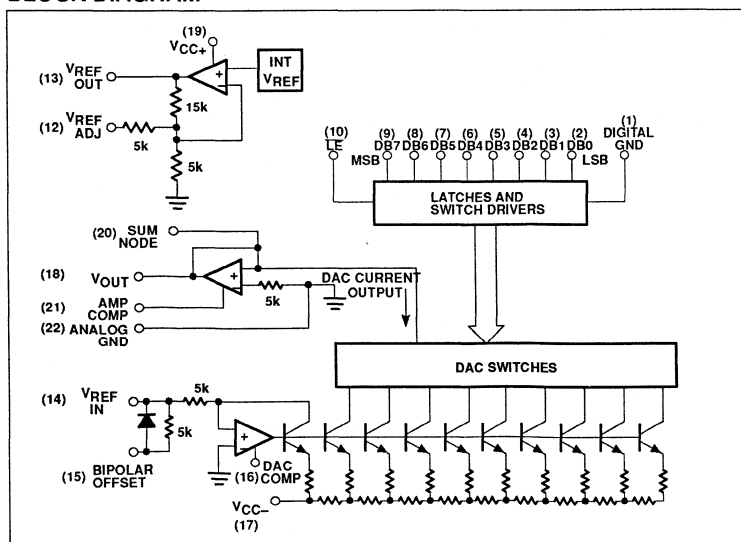 BLOCK DIAGRAM
(19)
VCC+
(13) VREF OUT
INT VREF
15k
(12) VREF ADJ
5k
5k
(10) (9) (8) (7) (6) (5) (4) (3) (2) (1)
LE DB7 DB6 DB5 DB4 DB3 DB2 DB1 DB0 DIGITAL GND
MSB LSB
LATCHES AND
SWITCH DRIVERS
(20) SUM NODE
(18) VOUT
DAC CURRENT
OUTPUT
5k
(21) AMP COMP
(22) ANALOG GND
DAC SWITCHES
(14) VREF IN
5k
5k
(15) BIPOLAR OFFSET
(16) DAC COMP
VCC–
(17)